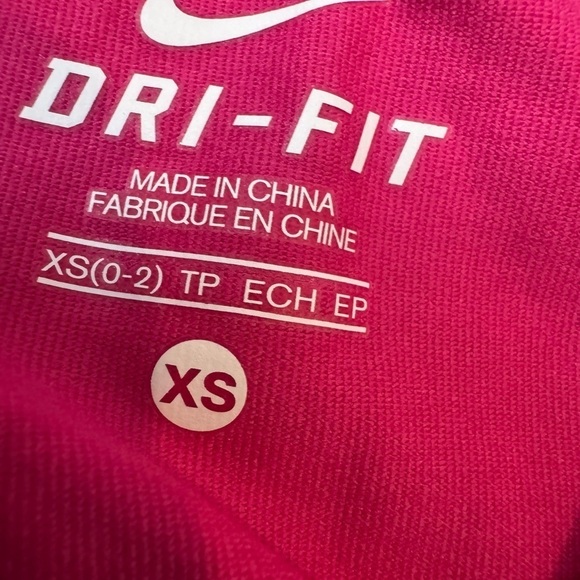 DRI-FIT
MADE IN CHINA
FABRIQUE EN CHINE
XS(0-2) TP ECH EP
XS